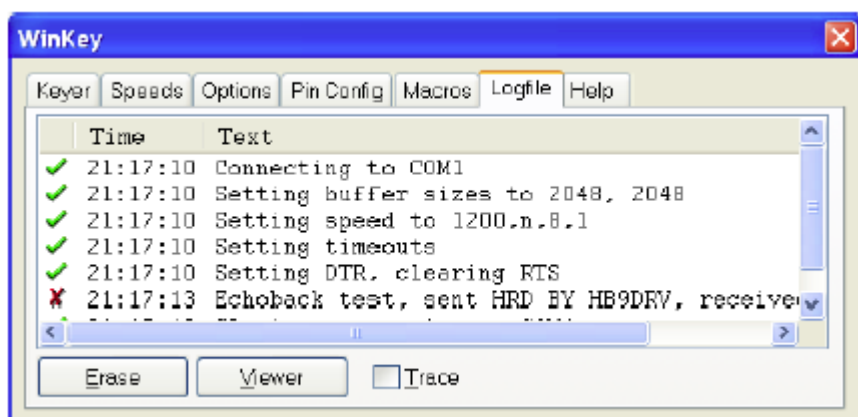 WinKey
Keyer Speeds Options Pin Config Macros Logfile Help
Time Text
21:17:10 Connecting to COM1
21:17:10 Setting buffer sizes to 2048, 2048
21:17:10 Setting speed to 1200,n,8,1
21:17:10 Setting timeouts
21:17:10 Setting DTR, clearing RTS
21:17:13 Echoback test, sent HRD BY HB9DRV, receive
Erase Viewer Trace